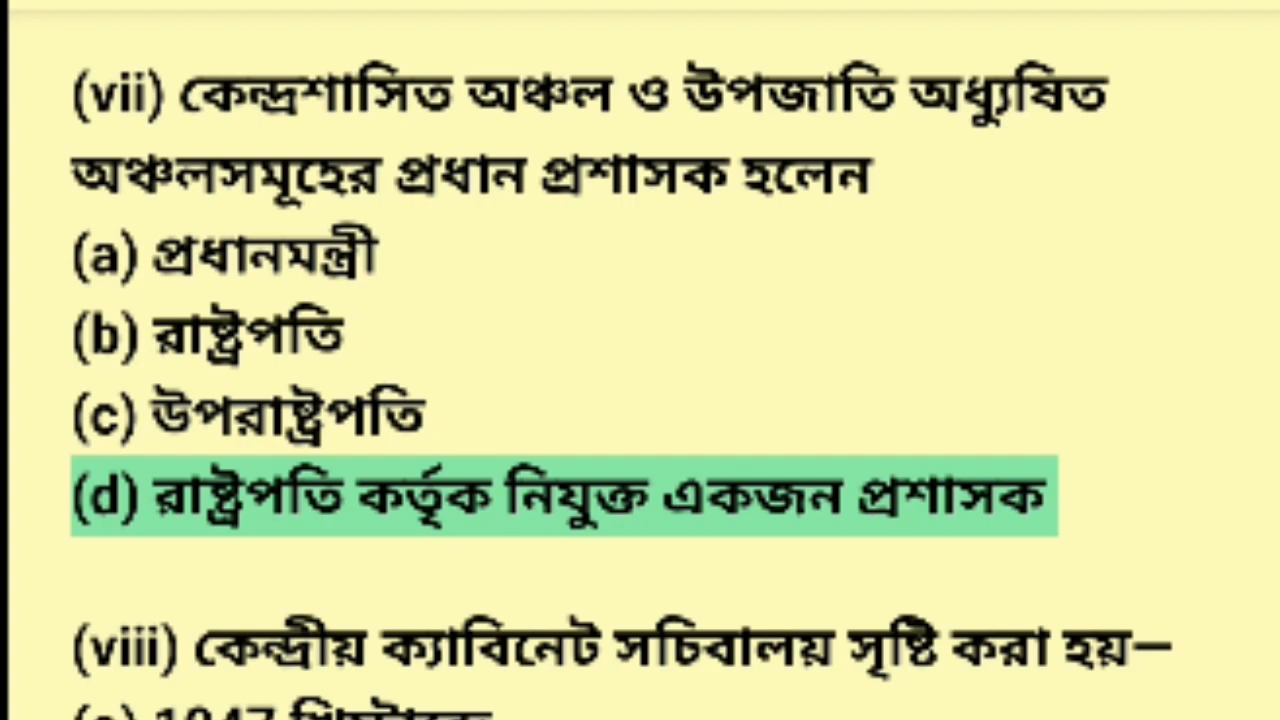 (vii) কেন্দ্রশাসিত অঞ্চল ও উপজাতি অধ্যুষিত
অঞ্চলসমূহের প্রধান প্রশাসক হলেন
(a) প্রধানমন্ত্রী
(b) রাষ্ট্রপতি
(c) উপরাষ্ট্রপতি
(d) রাষ্ট্রপতি কর্তৃক নিযুক্ত একজন প্রশাসক
(viii) কেন্দ্রীয় ক্যাবিনেট সচিবালয় সৃষ্টি করা হয়—
(a) 1947